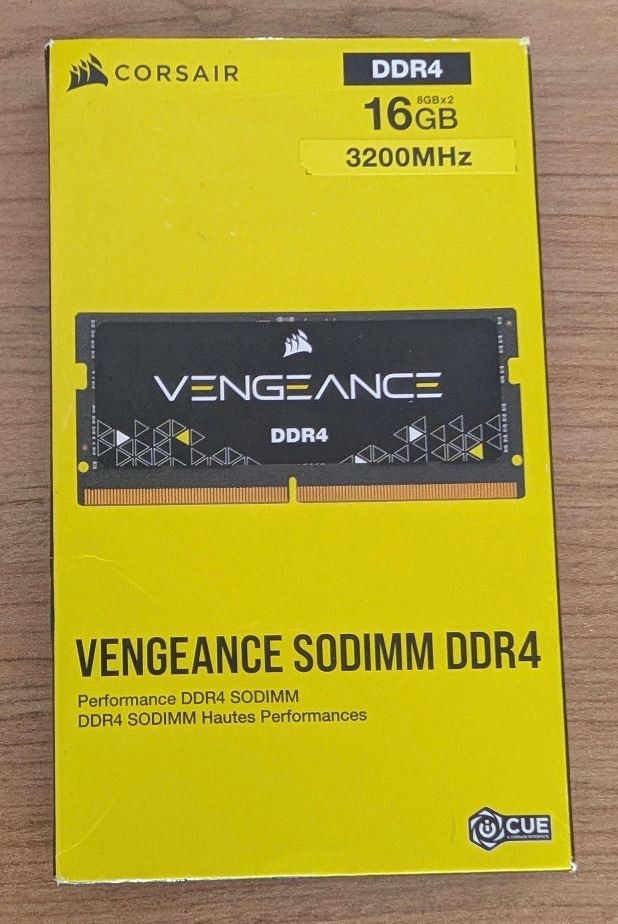 CORSAIR
DDR4
16GB 8GBx2
3200MHz
VENGEANCE
DDR4
VENGEANCE SODIMM DDR4
Performance DDR4 SODIMM
DDR4 SODIMM Hautes Performances
CUE